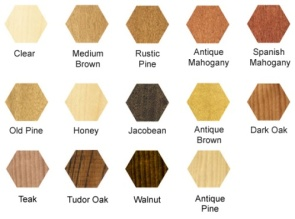 Clear
Medium
Brown
Rustic
Pine
Antique
Mahogany
Spanish
Mahogany
Old Pine
Honey
Jacobean
Antique
Brown
Dark Oak
Teak
Tudor Oak
Walnut
Antique
Pine